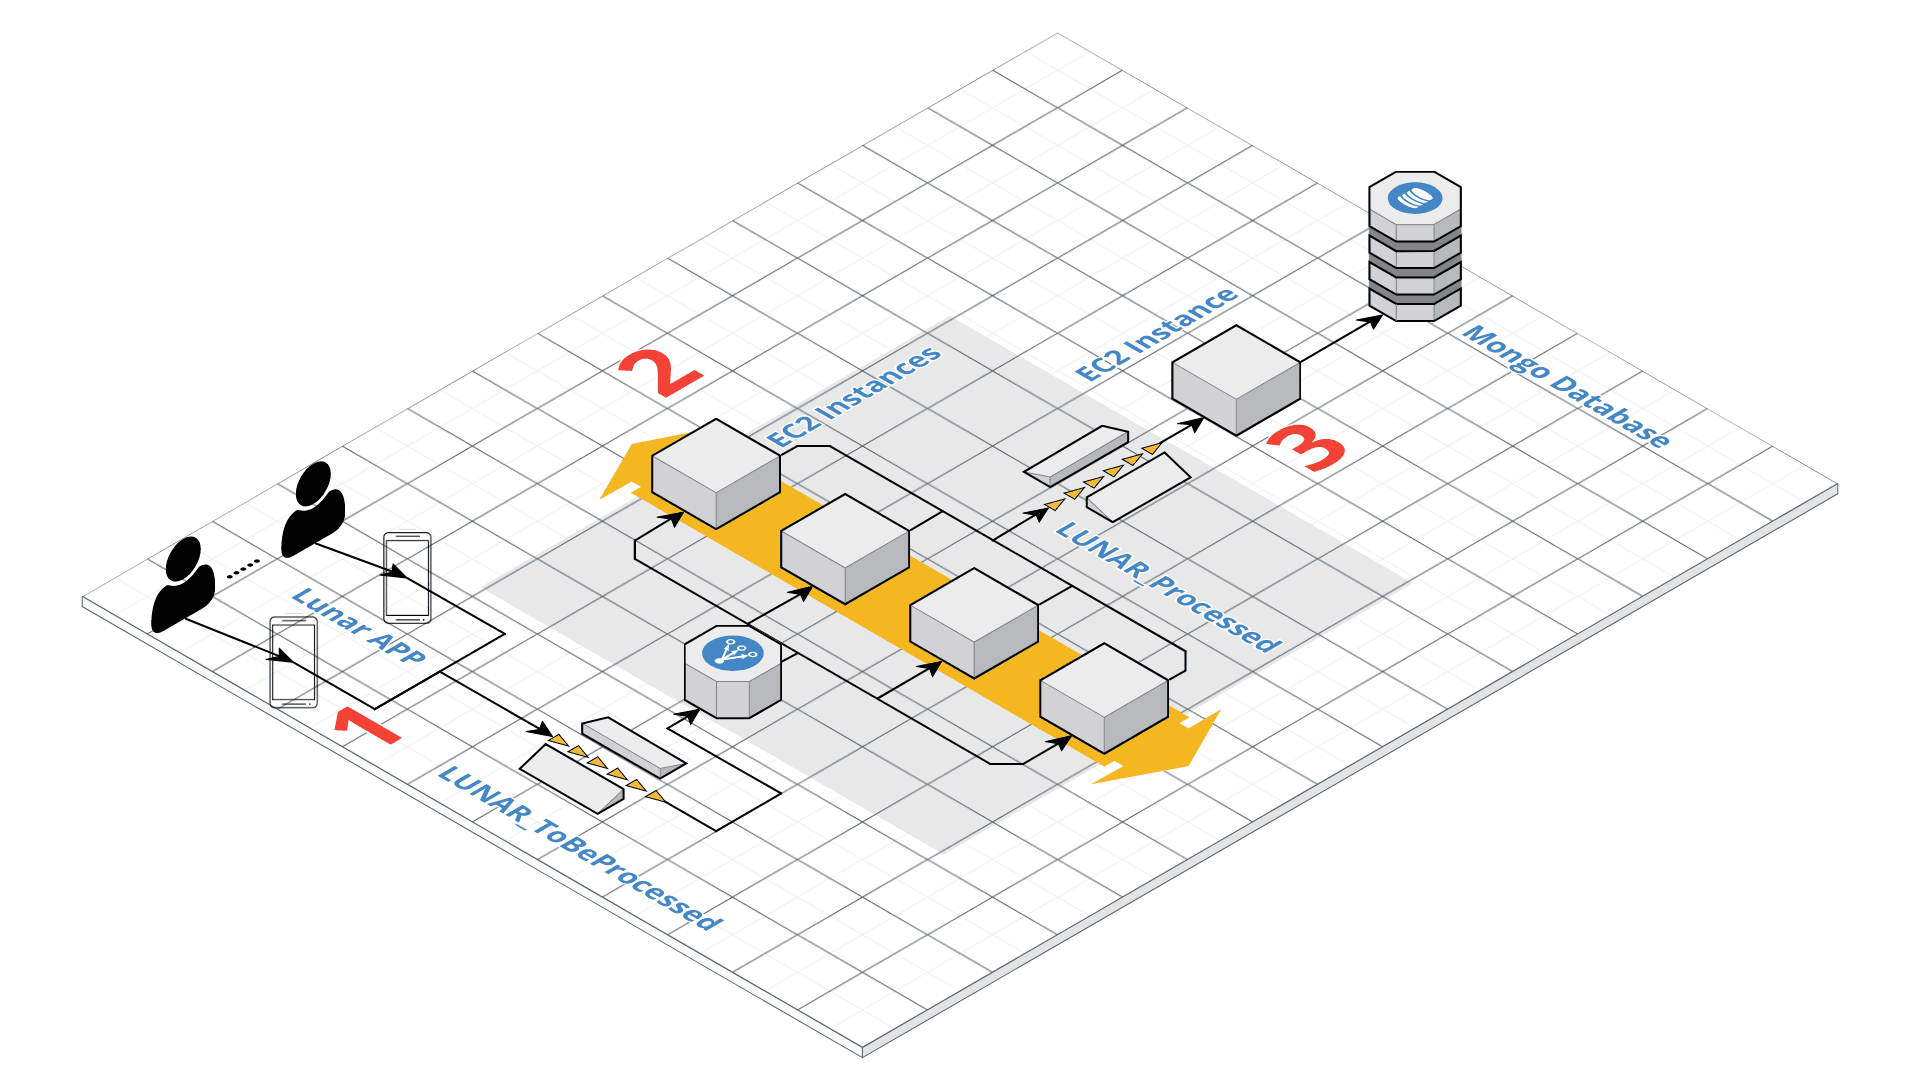 2
EC2 Instances
EC2 Instance
3
Mongo Database
LUNAR_Processed
Lunar APP
1
LUNAR_ToBeProcessed